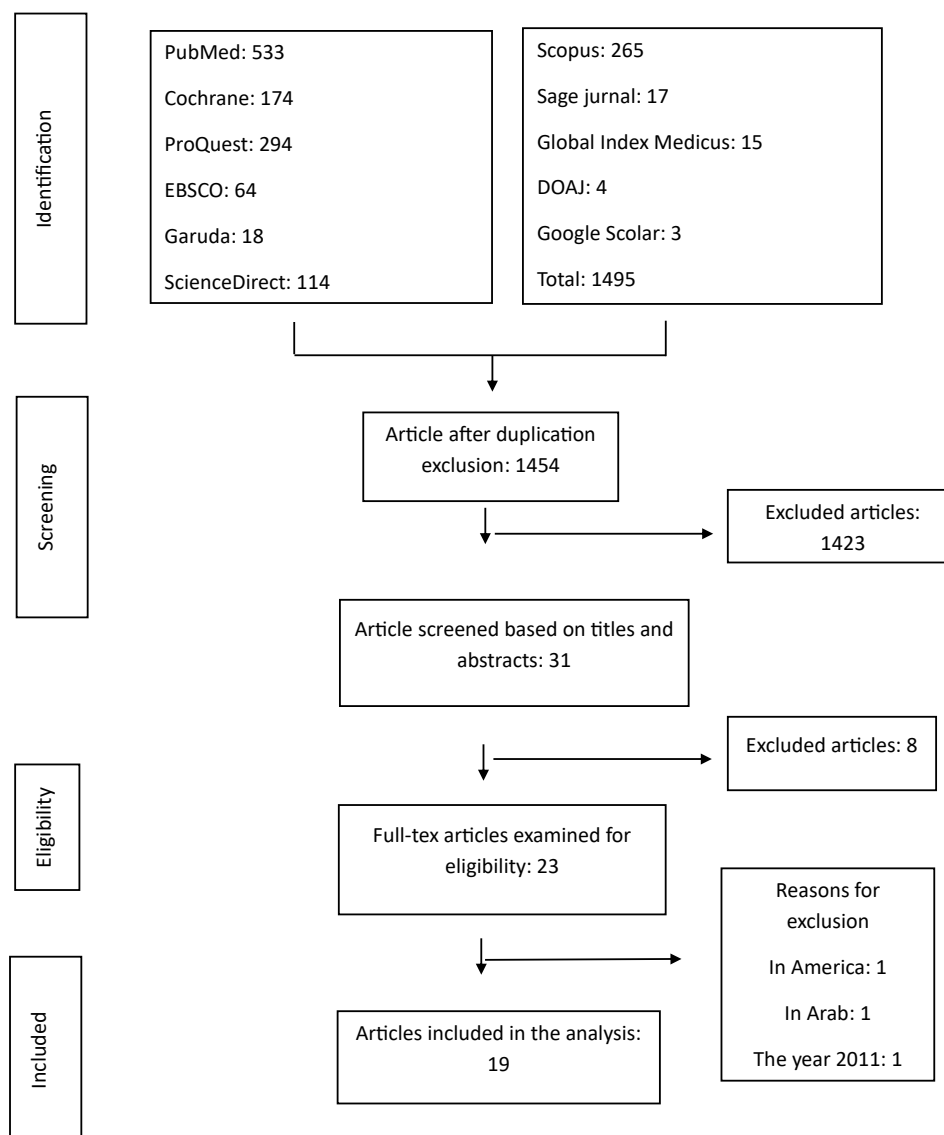 Identification
PubMed: 533
Cochrane: 174
ProQuest: 294
EBSCO: 64
Garuda: 18
ScienceDirect: 114
Scopus: 265
Sage jurnal: 17
Global Index Medicus: 15
DOAJ: 4
Google Scolar: 3
Total: 1495
Screening
Article after duplication
exclusion: 1454
Excluded articles:
1423
Article screened based on titles and
abstracts: 31
Excluded articles: 8
Eligibility
Full-tex articles examined for
eligibility: 23
Reasons for
exclusion
In America: 1
In Arab: 1
The year 2011: 1
Included
Articles included in the analysis:
19